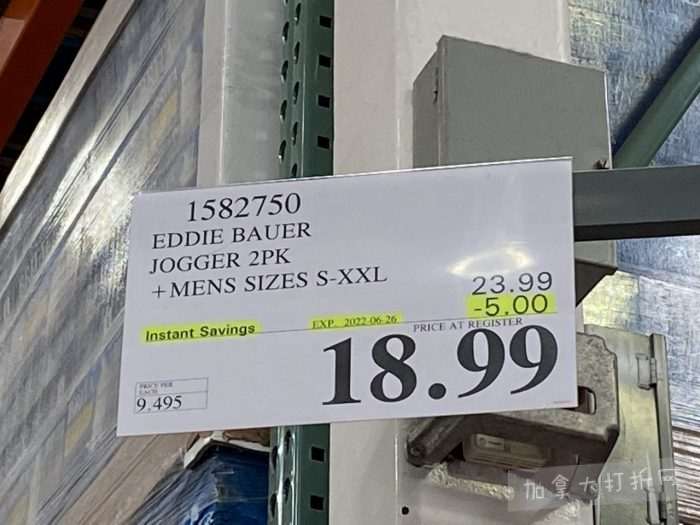 1582750
EDDIE BAUER
JOGGER 2PK
+MENS SIZES S-XXL
23.99
-5.00
Instant Savings
EXP. 2022-06-26
PRICE AT REGISTER
18.99
PRICE PER
EACH
9.495
加拿大打折网